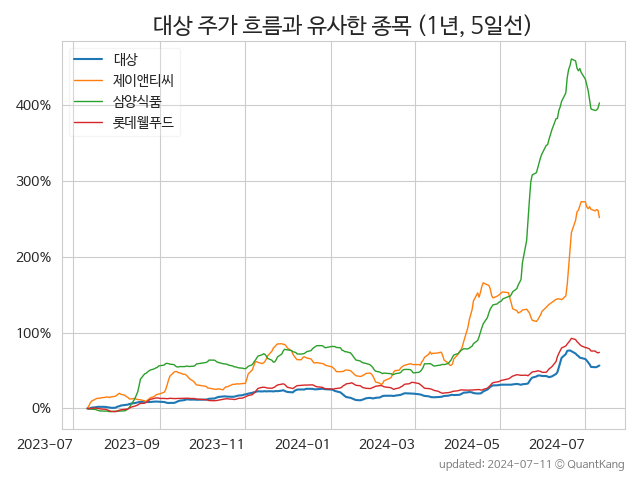 대상 주가 흐름과 유사한 종목 (1년, 5일선)
대상
제이앤티씨
삼양식품
롯데웰푸드
400%
300%
200%
100%
0%
2023-07 2023-09 2023-11 2024-01 2024-03 2024-05 2024-07
updated: 2024-07-11 © QuantKang